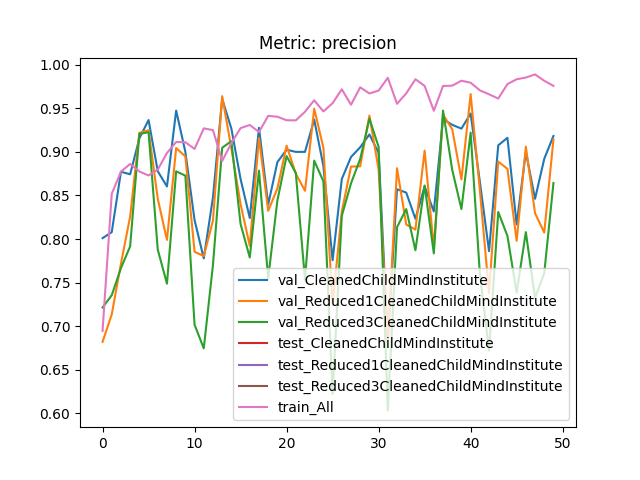 Metric: precision
1.00
0.95
0.90
0.85
0.80
0.75
0.70
0.65
0.60
val_CleanedChildMindInstitute
val_Reduced1CleanedChildMindInstitute
val_Reduced3CleanedChildMindInstitute
test_CleanedChildMindInstitute
test_Reduced1CleanedChildMindInstitute
test_Reduced3CleanedChildMindInstitute
train_All
0 10 20 30 40 50